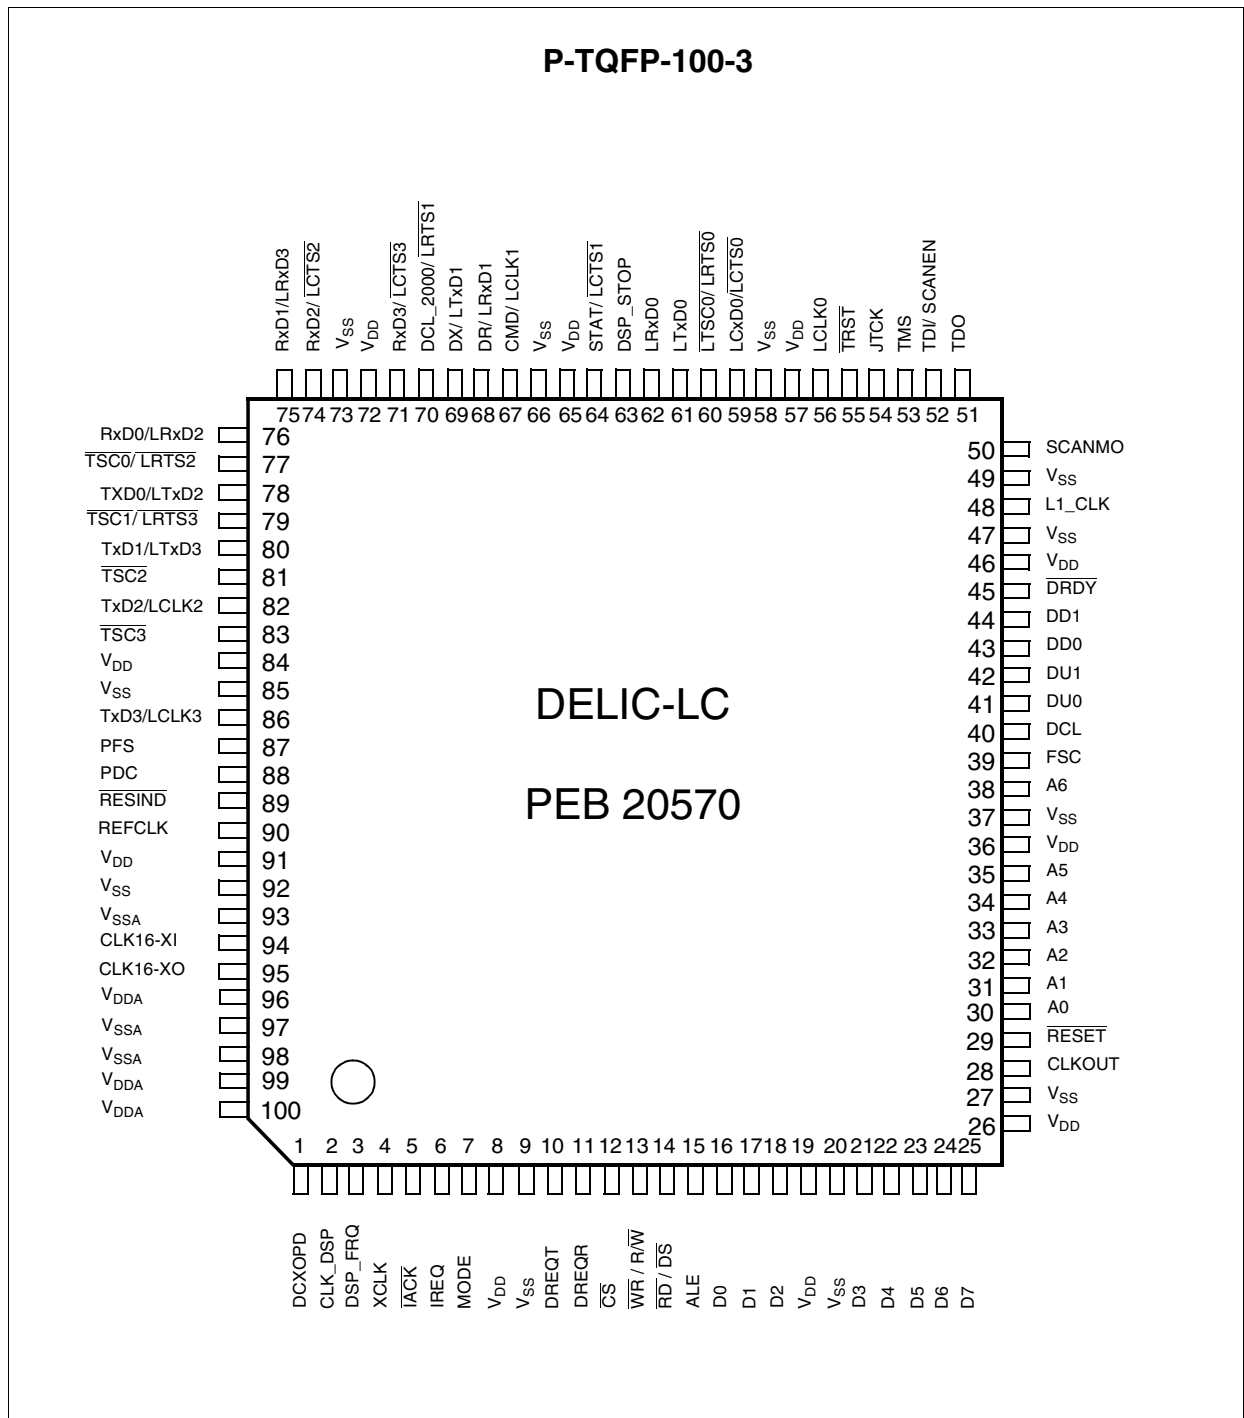 P-TQFP-100-3
RxD1/LRxD3
RxD2/ LCTS2
VSS
VDD
RxD3/ LCTS3
DCL_2000/ LRTS1
DX/ LTxD1
DR/ LRxD1
CMD/ LCLK1
VSS
VDD
STAT/ LCTS1
DSP_STOP
LRxD0
LTxD0
LTSC0/ LRTS0
LCxD0/LCTS0
VSS
VDD
LCLK0
TRST
JTCK
TMS
TDI/ SCANEN
TDO
75 74 73 72 71 70 69 68 67 66 65 64 63 62 61 60 59 58 57 56 55 54 53 52 51
RxD0/LRxD2 76
TSC0/ LRTS2 77
TXD0/LTxD2 78
TSC1/ LRTS3 79
TxD1/LTxD3 80
TSC2 81
TxD2/LCLK2 82
TSC3 83
VDD 84
VSS 85
TxD3/LCLK3 86
PFS 87
PDC 88
RESIND 89
REFCLK 90
VDD 91
VSS 92
VSSA 93
CLK16-XI 94
CLK16-XO 95
VDDA 96
VSSA 97
VSSA 98
VDDA 99
VDDA 100
DELIC-LC
PEB 20570
50 SCANMO
49 VSS
48 L1_CLK
47 VSS
46 VDD
45 DRDY
44 DD1
43 DD0
42 DU1
41 DU0
40 DCL
39 FSC
38 A6
37 VSS
36 VDD
35 A5
34 A4
33 A3
32 A2
31 A1
30 A0
29 RESET
28 CLKOUT
27 VSS
26 VDD
1 2 3 4 5 6 7 8 9 10 11 12 13 14 15 16 17 18 19 20 21 22 23 24 25
DCXOPD
CLK_DSP
DSP_FRQ
XCLK
IACK
IREQ
MODE
VDD
VSS
DREQT
DREQR
CS
WR / R/W
RD / DS
ALE
D0
D1
D2
VDD
VSS
D3
D4
D5
D6
D7